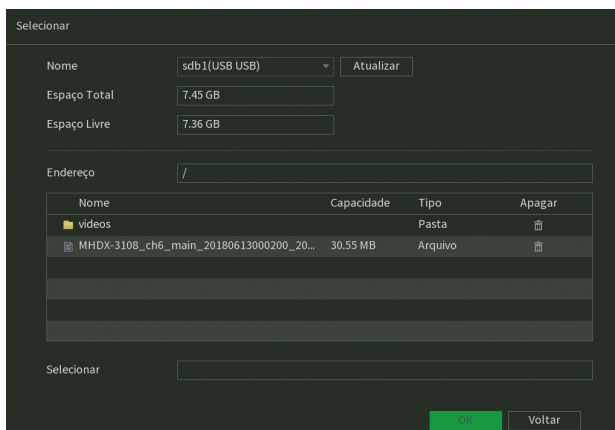 Selecionar
Nome sdb1(USB USB) Atualizar
Espaço Total 7.45 GB
Espaço Livre 7.36 GB
Endereço /
Nome Capacidade Tipo Apagar
videos Pasta
MHDX-3108_ch6_main_20180613000200_20... 30.55 MB Arquivo
Selecionar
OK Voltar